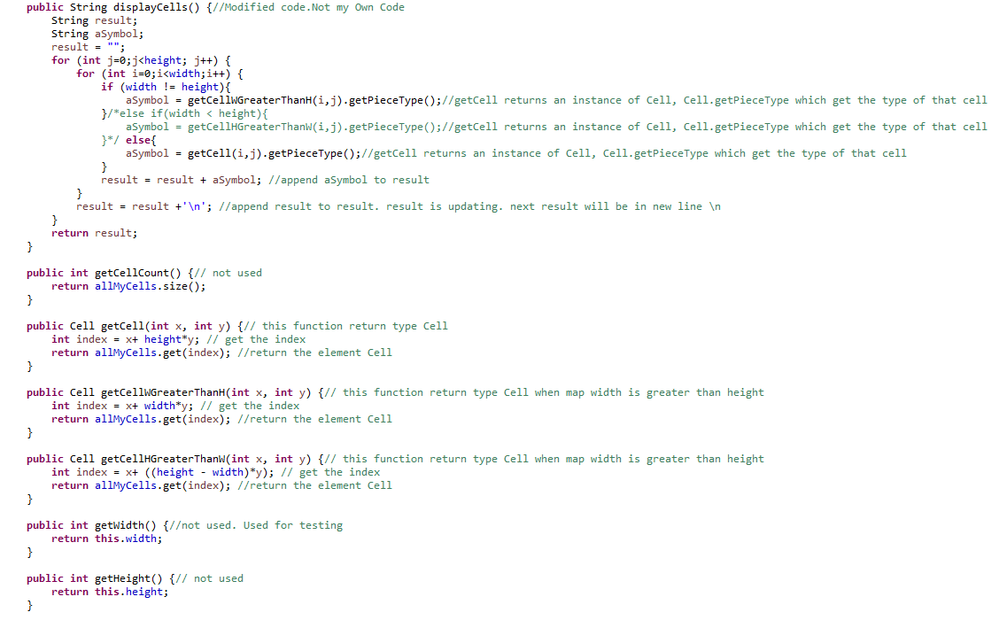 public String displayCells() {//Modified code.Not my Own Code
    String result;
    String aSymbol;
    result = "";
    for (int j=0;j<height; j++) {
        for (int i=0;i<width;i++) {
            if (width != height){
                aSymbol = getCellWGreaterThanH(i,j).getPieceType();//getCell returns an instance of Cell, Cell.getPieceType which get the type of that cell
            }/*else if(width < height){
                aSymbol = getCellHGreaterThanW(i,j).getPieceType();//getCell returns an instance of Cell, Cell.getPieceType which get the type of that cell
            }*/ else{
                aSymbol = getCell(i,j).getPieceType();//getCell returns an instance of Cell, Cell.getPieceType which get the type of that cell
            }
            result = result + aSymbol; //append aSymbol to result
        }
        result = result +'\n'; //append result to result. result is updating. next result will be in new line \n
    }
    return result;
}

public int getCellCount() {// not used
    return allMyCells.size();
}

public Cell getCell(int x, int y) {// this function return type Cell
    int index = x+ height*y; // get the index
    return allMyCells.get(index); //return the element Cell
}

public Cell getCellWGreaterThanH(int x, int y) {// this function return type Cell when map width is greater than height
    int index = x+ width*y; // get the index
    return allMyCells.get(index); //return the element Cell
}

public Cell getCellHGreaterThanW(int x, int y) {// this function return type Cell when map width is greater than height
    int index = x+ ((height - width)*y); // get the index
    return allMyCells.get(index); //return the element Cell
}

public int getWidth() {//not used. Used for testing
    return this.width;
}

public int getHeight() {// not used
    return this.height;
}